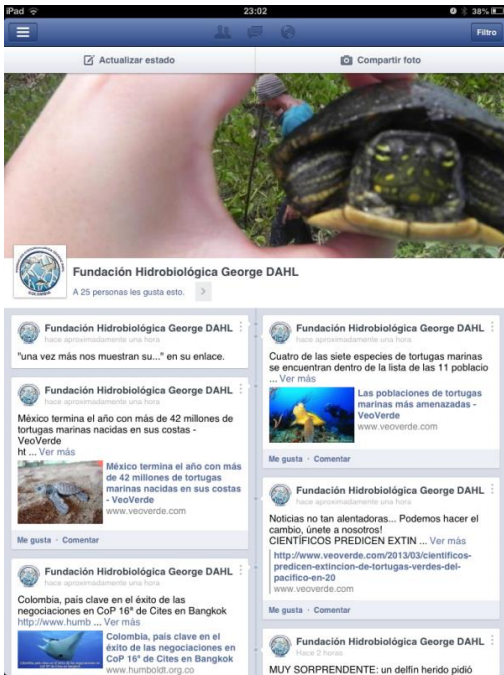 iPad 23:02 38%
Filtro
Actualizar estado
Compartir foto
COLOMBIA
Fundación Hidrobiológica George DAHL
A 25 personas les gusta esto.
Fundación Hidrobiológica George DAHL
hace aproximadamente una hora
"una vez más nos muestran su..." en su enlace.
Fundación Hidrobiológica George DAHL
hace aproximadamente una hora
México termina el año con más de 42 millones de
tortugas marinas nacidas en sus costas -
VeoVerde
ht ... Ver más
México termina el año con más
de 42 millones de tortugas
marinas nacidas en sus costas
- VeoVerde
www.veoverde.com
Me gusta · Comentar
Fundación Hidrobiológica George DAHL
hace aproximadamente una hora
Colombia, país clave en el éxito de las
negociaciones en CoP 16ª de Cites en Bangkok
http://www.humb ... Ver más
Colombia, país clave en el
éxito de las negociaciones en
CoP 16ª de Cites en Bangkok
www.humboldt.org.co
Fundación Hidrobiológica George DAHL
hace aproximadamente una hora
Cuatro de las siete especies de tortugas marinas
se encuentran dentro de la lista de las 11 poblacio
... Ver más
Las poblaciones de tortugas
marinas más amenazadas -
VeoVerde
www.veoverde.com
Me gusta · Comentar
Fundación Hidrobiológica George DAHL
hace aproximadamente una hora
Noticias no tan alentadoras... Podemos hacer el
cambio, únete a nosotros!
CIENTÍFICOS PREDICEN EXTIN ... Ver más
http://www.veoverde.com/2013/03/cientificos-
predicen-extincion-de-tortugas-verdes-del-
pacifico-en-20
www.veoverde.com
Me gusta · Comentar
Fundación Hidrobiológica George DAHL
Hace 2 horas
MUY SORPRENDENTE: un delfín herido pidió